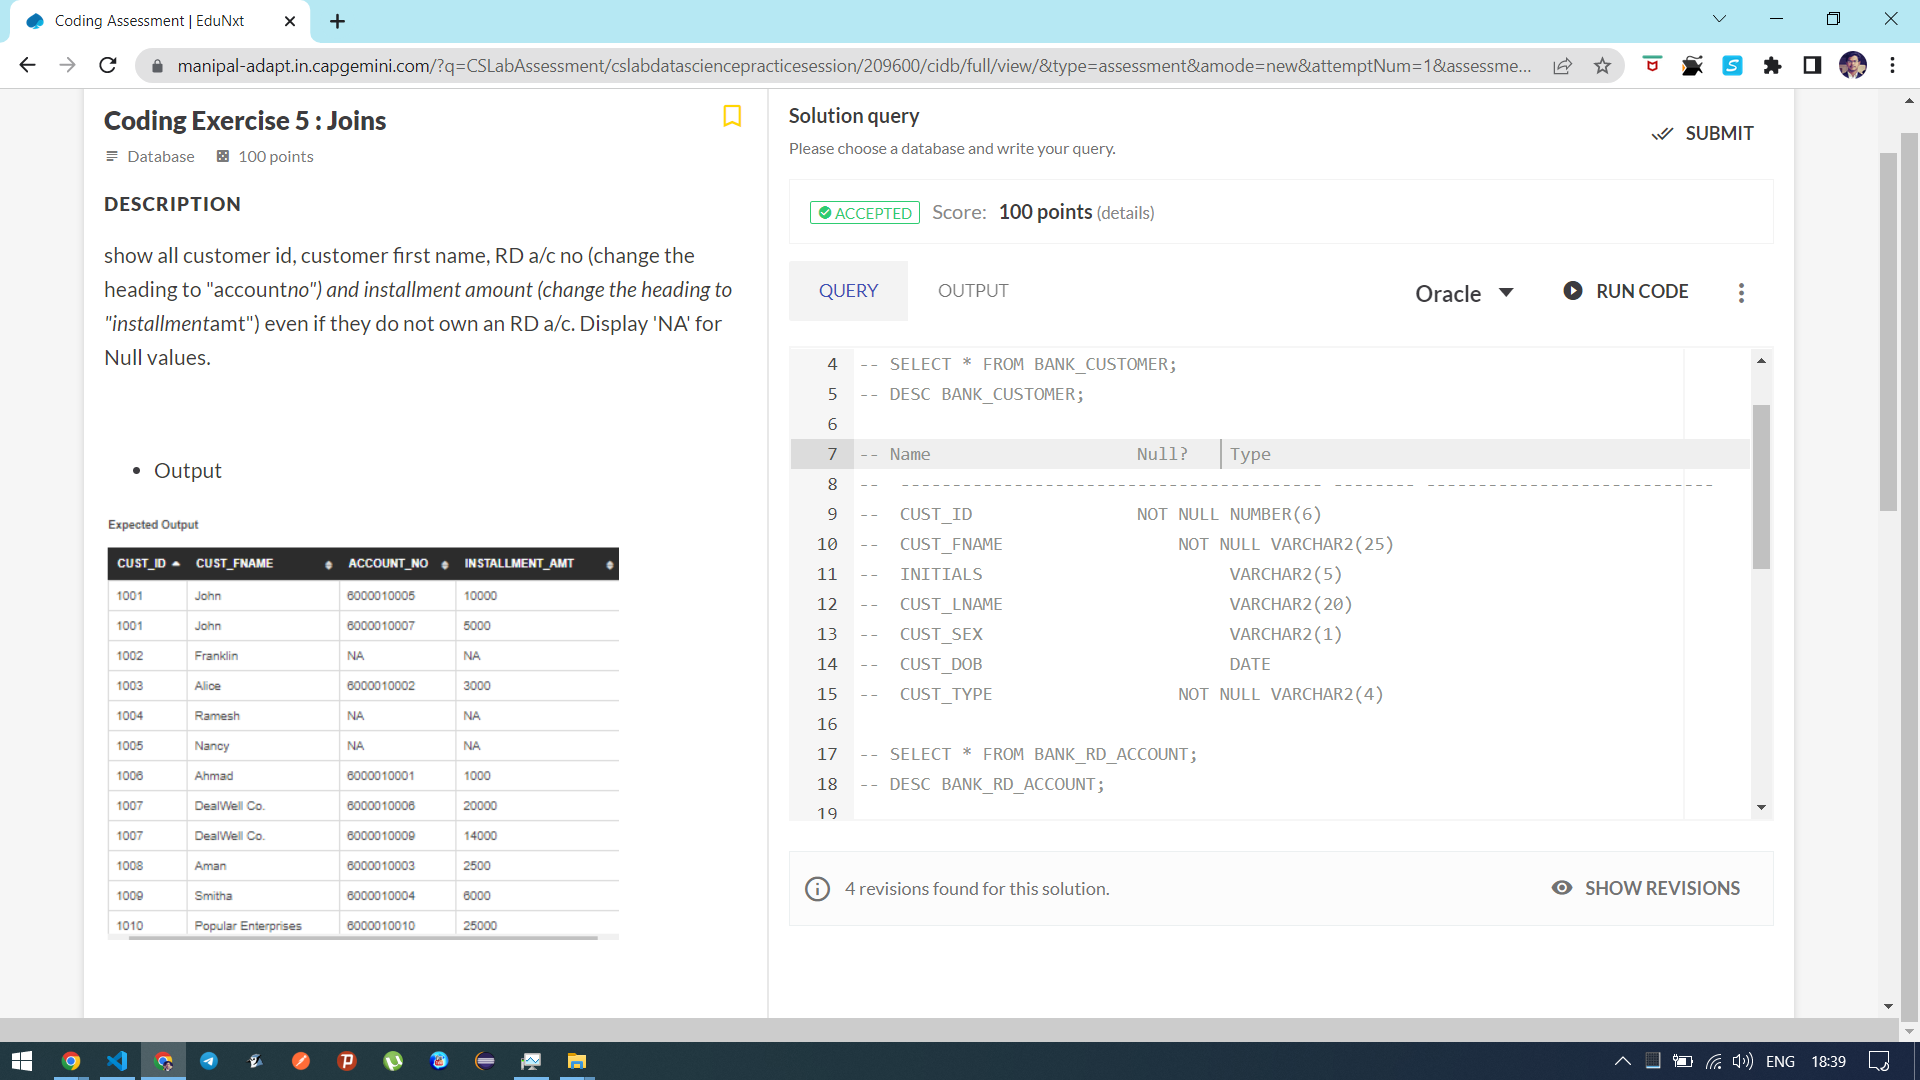 Coding Assessment | EduNxt
manipal-adapt.in.capgemini.com/?q=CSLabAssessment/cslabdatasciencepracticesession/209600/cidb/full/view/&type=assessment&amode=new&attemptNum=1&assessme...
Coding Exercise 5 : Joins
Database 100 points
DESCRIPTION
show all customer id, customer first name, RD a/c no (change the
heading to "accountno") and installment amount (change the heading to
"installmentamt") even if they do not own an RD a/c. Display 'NA' for
Null values.
Output
Expected Output
CUST_ID CUST_FNAME ACCOUNT_NO INSTALLMENT_AMT
1001 John 6000010005 10000
1001 John 6000010007 5000
1002 Franklin NA NA
1003 Alice 6000010002 3000
1004 Ramesh NA NA
1005 Nancy NA NA
1006 Ahmad 6000010001 1000
1007 DealWell Co. 6000010006 20000
1007 DealWell Co. 6000010009 14000
1008 Aman 6000010003 2500
1009 Smitha 6000010004 6000
1010 Popular Enterprises 6000010010 25000
Solution query
Please choose a database and write your query.
SUBMIT
ACCEPTED Score: 100 points (details)
QUERY OUTPUT Oracle RUN CODE
4 -- SELECT * FROM BANK_CUSTOMER;
5 -- DESC BANK_CUSTOMER;
6
7 -- Name Null? Type
8 -- ----------------------------------------- -------- ----------------------------
9 -- CUST_ID NOT NULL NUMBER(6)
10 -- CUST_FNAME NOT NULL VARCHAR2(25)
11 -- INITIALS VARCHAR2(5)
12 -- CUST_LNAME VARCHAR2(20)
13 -- CUST_SEX VARCHAR2(1)
14 -- CUST_DOB DATE
15 -- CUST_TYPE NOT NULL VARCHAR2(4)
16
17 -- SELECT * FROM BANK_RD_ACCOUNT;
18 -- DESC BANK_RD_ACCOUNT;
19
4 revisions found for this solution. SHOW REVISIONS
ENG 18:39